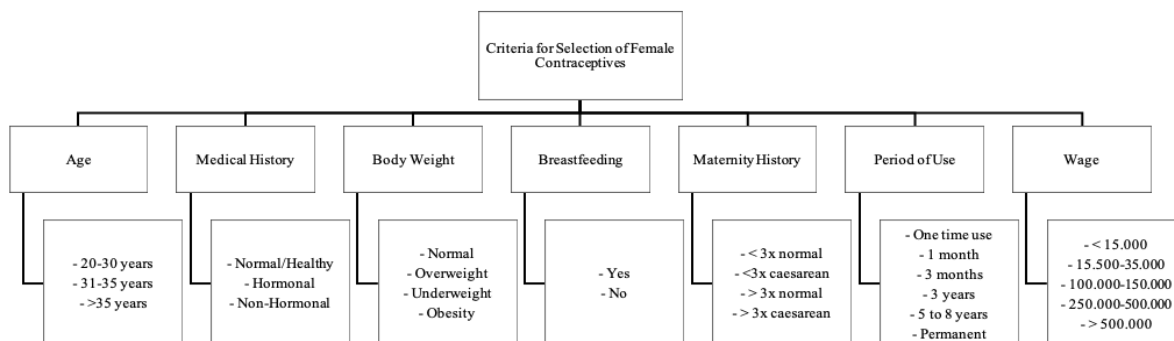 Criteria for Selection of Female
Contraceptives
Age
Medical History
Body Weight
Breastfeeding
Maternity History
Period of Use
Wage
- 20-30 years
- 31-35 years
- >35 years
- Normal/Healthy
- Hormonal
- Non-Hormonal
- Normal
- Overweight
- Underweight
- Obesity
- Yes
- No
- < 3x normal
- <3x caesarean
- > 3x normal
- > 3x caesarean
- One time use
- 1 month
- 3 months
- 3 years
- 5 to 8 years
- Permanent
- < 15.000
- 15.500-35.000
- 100.000-150.000
- 250.000-500.000
- > 500.000